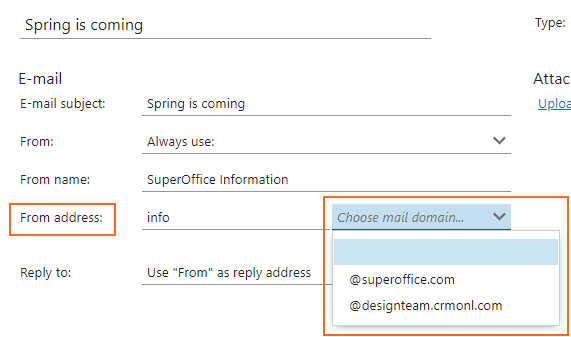 Spring is coming
Type:
E-mail
Attac
E-mail subject: Spring is coming
Uploa
From: Always use:
From name: SuperOffice Information
From address: info Choose mail domain...
@superoffice.com
Reply to: Use "From" as reply address
@designteam.crmonl.com